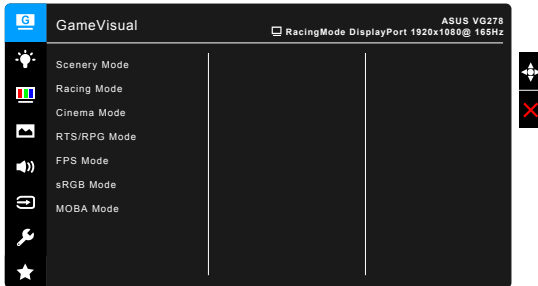 G
GameVisual
ASUS VG278
RacingMode DisplayPort 1920x1080@ 165Hz
Scenery Mode
Racing Mode
Cinema Mode
RTS/RPG Mode
FPS Mode
sRGB Mode
MOBA Mode